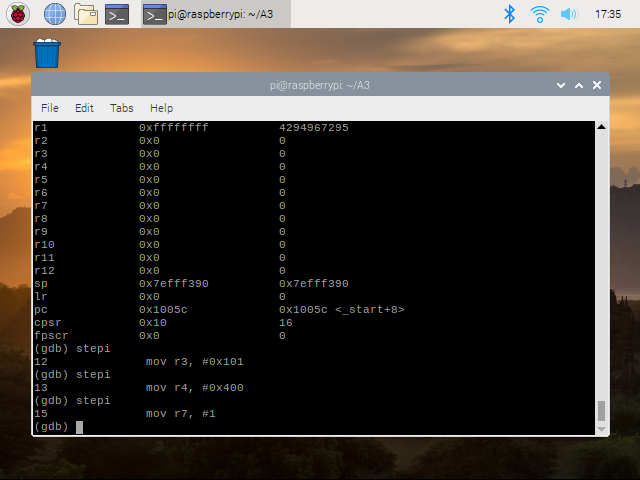 pi@raspberrypi: ~/A3
17:35
pi@raspberrypi: ~/A3
File Edit Tabs Help
r1 0xffffffff 4294967295
r2 0x0 0
r3 0x0 0
r4 0x0 0
r5 0x0 0
r6 0x0 0
r7 0x0 0
r8 0x0 0
r9 0x0 0
r10 0x0 0
r11 0x0 0
r12 0x0 0
sp 0x7efff390 0x7efff390
lr 0x0 0
pc 0x1005c 0x1005c <_start+8>
cpsr 0x10 16
fpscr 0x0 0
(gdb) stepi
12 mov r3, #0x101
(gdb) stepi
13 mov r4, #0x400
(gdb) stepi
15 mov r7, #1
(gdb)